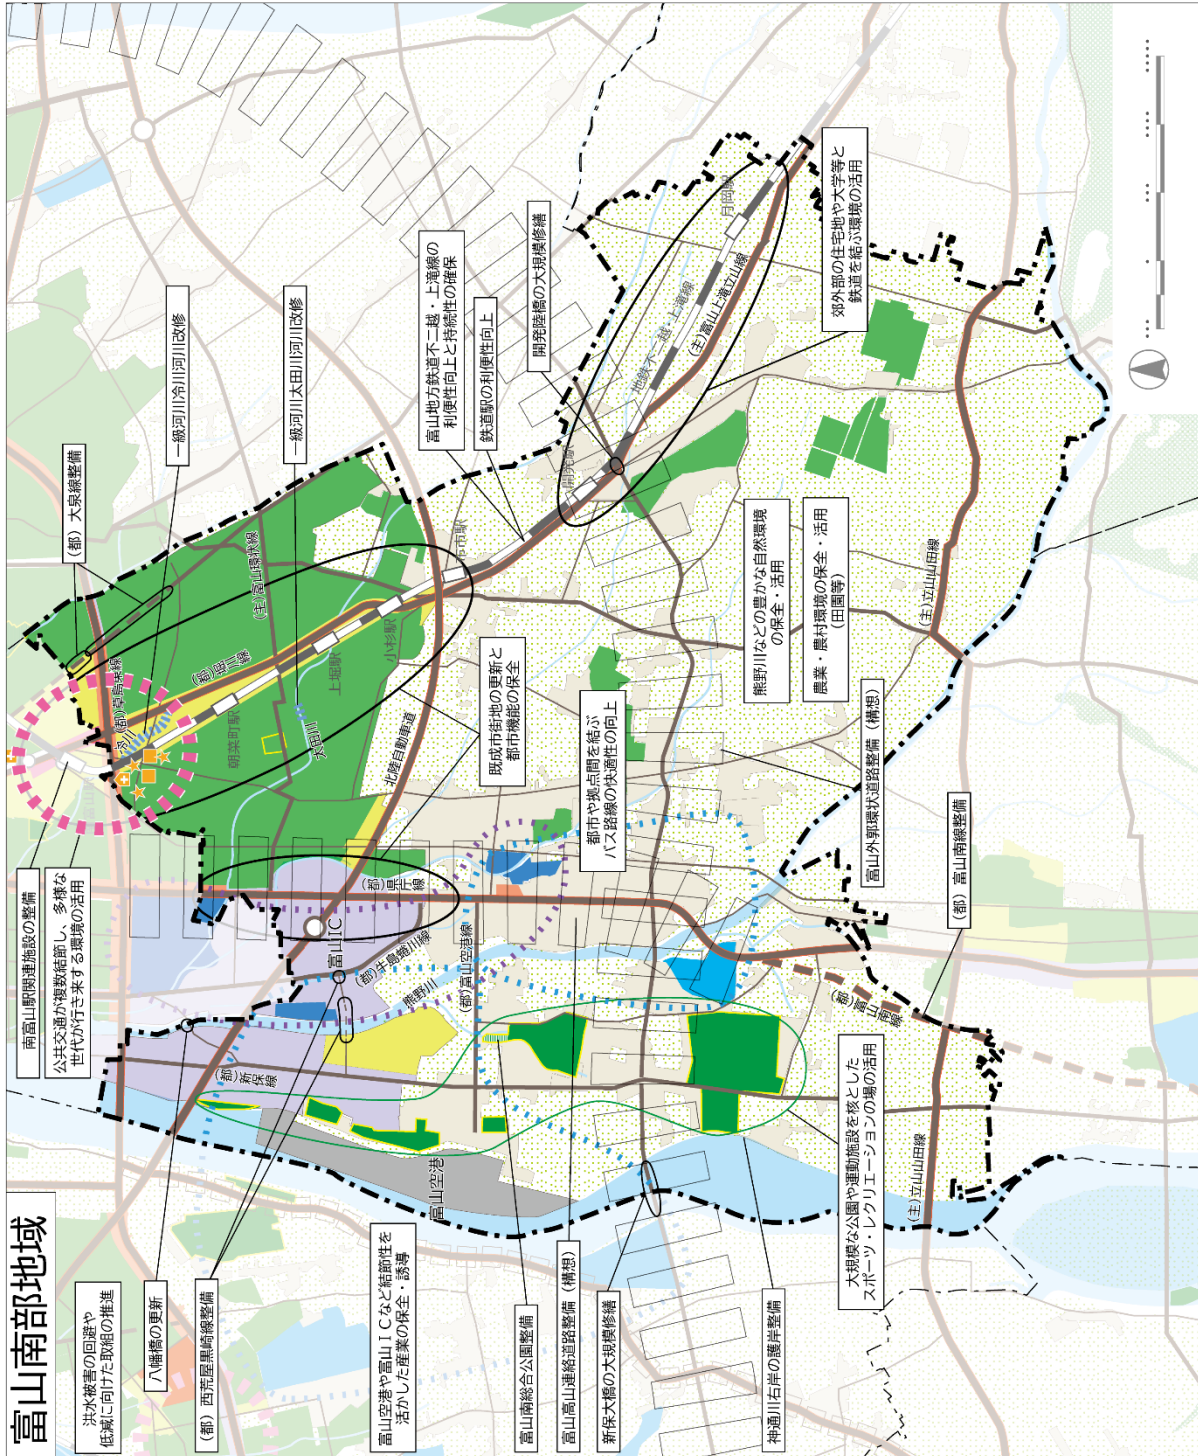 富山南部地域
洪水被害の回避や
低減に向けた取組の推進
八幡橋の更新
(都)西荒屋黒崎線整備
富山空港や富山ICなど結節性を
活かした産業の保全・誘導
富山南総合公園整備
富山高山連絡道路整備(構想)
新保大橋の大規模修繕
神通川右岸の護岸整備
大規模な公園や運動施設を核とした
スポーツ・レクリエーションの場の活用
南富山駅関連施設の整備
公共交通が複数結節し、多様な
世代が行き来する環境の活用
(都)大泉線整備
一級河川冷川河川改修
一級河川太田川河川改修
富山地方鉄道不二越・上滝線の
利便性向上と持続性の確保
鉄道駅の利便性向上
開発陸橋の大規模修繕
郊外部の住宅地や大学等と
鉄道を結ぶ環境の活用
既成市街地の更新と
都市機能の保全
都市や拠点間を結ぶ
バス路線の快適性の向上
熊野川などの豊かな自然環境
の保全・活用
農業・農村環境の保全・活用
(田園等)
富山外郭環状道路整備(構想)
(都)富山南線整備
富山空港
(都)新保線
富山IC
(都)牛島蜷川線
熊野川
(都)富山空港線
(都)県庁線
(都)富山南線
(主)立山山田線
(主)立山山田線
北陸自動車道
太田川
冷川
(都)草島東線
(都)堀川線
(主)富山環状線
朝菜町駅
上堀駅
小杉駅
布市駅
開発駅
月岡駅
地鉄不二越・上滝線
(主)富山上滝立山線